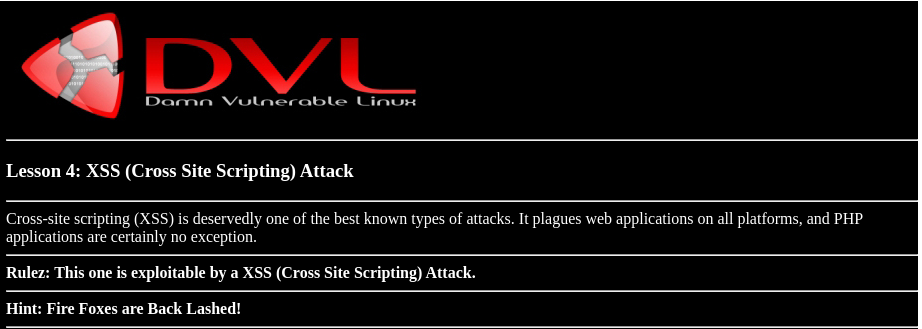 DVL
Damn Vulnerable Linux
Lesson 4: XSS (Cross Site Scripting) Attack
Cross-site scripting (XSS) is deservedly one of the best known types of attacks. It plagues web applications on all platforms, and PHP
applications are certainly no exception.
Rulez: This one is exploitable by a XSS (Cross Site Scripting) Attack.
Hint: Fire Foxes are Back Lashed!